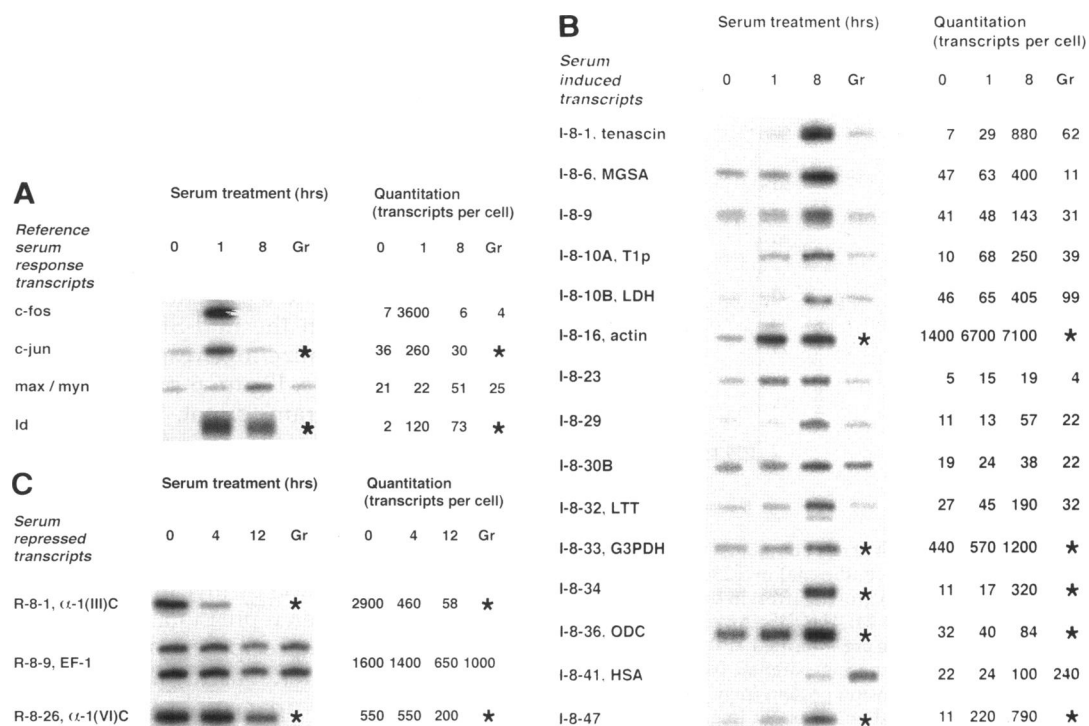 A
Serum treatment (hrs) Quantitation
(transcripts per cell)
Reference
serum
response
transcripts
0 1 8 Gr 0 1 8 Gr
c-fos 7 3600 6 4
c-jun * 36 260 30 *
max / myn 21 22 51 25
Id * 2 120 73 *
C
Serum treatment (hrs) Quantitation
(transcripts per cell)
Serum
repressed
transcripts
0 4 12 Gr 0 4 12 Gr
R-8-1, α-1(III)C * 2900 460 58 *
R-8-9, EF-1 1600 1400 650 1000
R-8-26, α-1(VI)C * 550 550 200 *
B
Serum treatment (hrs) Quantitation
(transcripts per cell)
Serum
induced
transcripts
0 1 8 Gr 0 1 8 Gr
I-8-1, tenascin 7 29 880 62
I-8-6, MGSA 47 63 400 11
I-8-9 41 48 143 31
I-8-10A, T1p 10 68 250 39
I-8-10B, LDH 46 65 405 99
I-8-16, actin * 1400 6700 7100 *
I-8-23 5 15 19 4
I-8-29 11 13 57 22
I-8-30B 19 24 38 22
I-8-32, LTT 27 45 190 32
I-8-33, G3PDH * 440 570 1200 *
I-8-34 * 11 17 320 *
I-8-36, ODC * 32 40 84 *
I-8-41, HSA 22 24 100 240
I-8-47 * 11 220 790 *